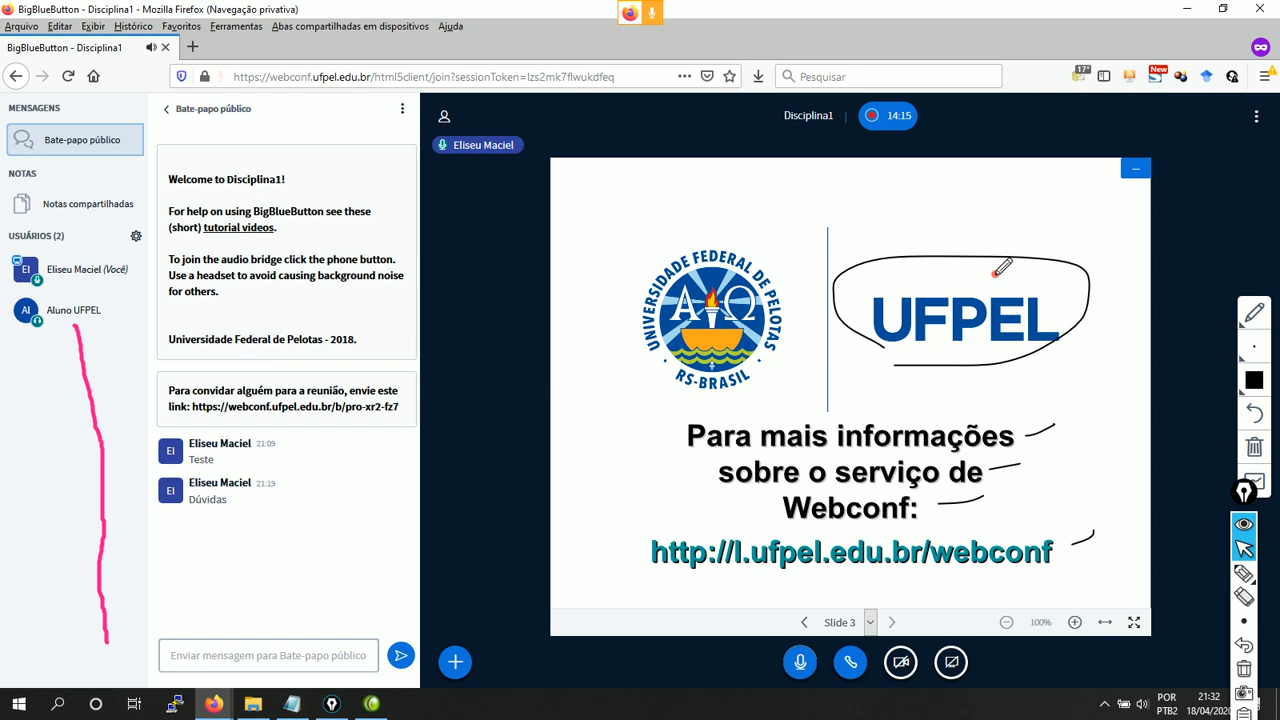 BigBlueButton - Disciplina1 - Mozilla Firefox (Navegação privativa)
Arquivo Editar Exibir Histórico Favoritos Ferramentas Abas compartilhadas em dispositivos Ajuda
BigBlueButton - Disciplina1
https://webconf.ufpel.edu.br/html5client/join?sessionToken=lzs2mk7flwukdfeq
Pesquisar
17°
New
MENSAGENS
Bate-papo público
NOTAS
Notas compartilhadas
USUÁRIOS (2)
El
Eliseu Maciel (Você)
Al
Aluno UFPEL
Bate-papo público
Welcome to Disciplina1!
For help on using BigBlueButton see these
(short) tutorial videos.
To join the audio bridge click the phone button.
Use a headset to avoid causing background noise
for others.
Universidade Federal de Pelotas - 2018.
Para convidar alguém para a reunião, envie este
link: https://webconf.ufpel.edu.br/b/pro-xr2-fz7
El
Eliseu Maciel 21:09
Teste
El
Eliseu Maciel 21:19
Dúvidas
Enviar mensagem para Bate-papo público
Disciplina1
14:15
Eliseu Maciel
UNIVERSIDADE FEDERAL DE PELOTAS
Α Ω
RS-BRASIL
UFPEL
Para mais informações
sobre o serviço de
Webconf:
http://l.ufpel.edu.br/webconf
Slide 3
100%
POR
PTB2
21:32